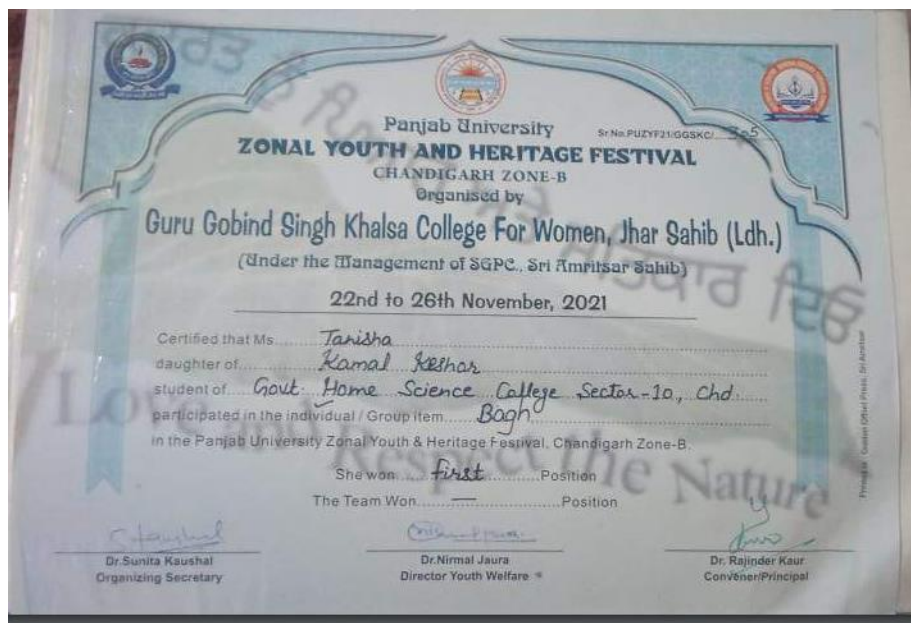 Panjab University
Sr.No.PUZYF21/GGSKC/ 305
ZONAL YOUTH AND HERITAGE FESTIVAL
CHANDIGARH ZONE-B
Organised by
Guru Gobind Singh Khalsa College For Women, Jhar Sahib (Ldh.)
(Under the Management of SGPC., Sri Amritsar Sahib)
22nd to 26th November, 2021
Certified that Ms. Tanisha
daughter of Kamal Keshar
student of Govt. Home Science College Sector-10, Chd.
participated in the individual / Group item Bagh
in the Panjab University Zonal Youth & Heritage Festival, Chandigarh Zone-B.
She won first Position
The Team Won — Position
Love and Respect the Nature
Dr.Sunita Kaushal
Organizing Secretary
Dr.Nirmal Jaura
Director Youth Welfare
Dr. Rajinder Kaur
Convener/Principal